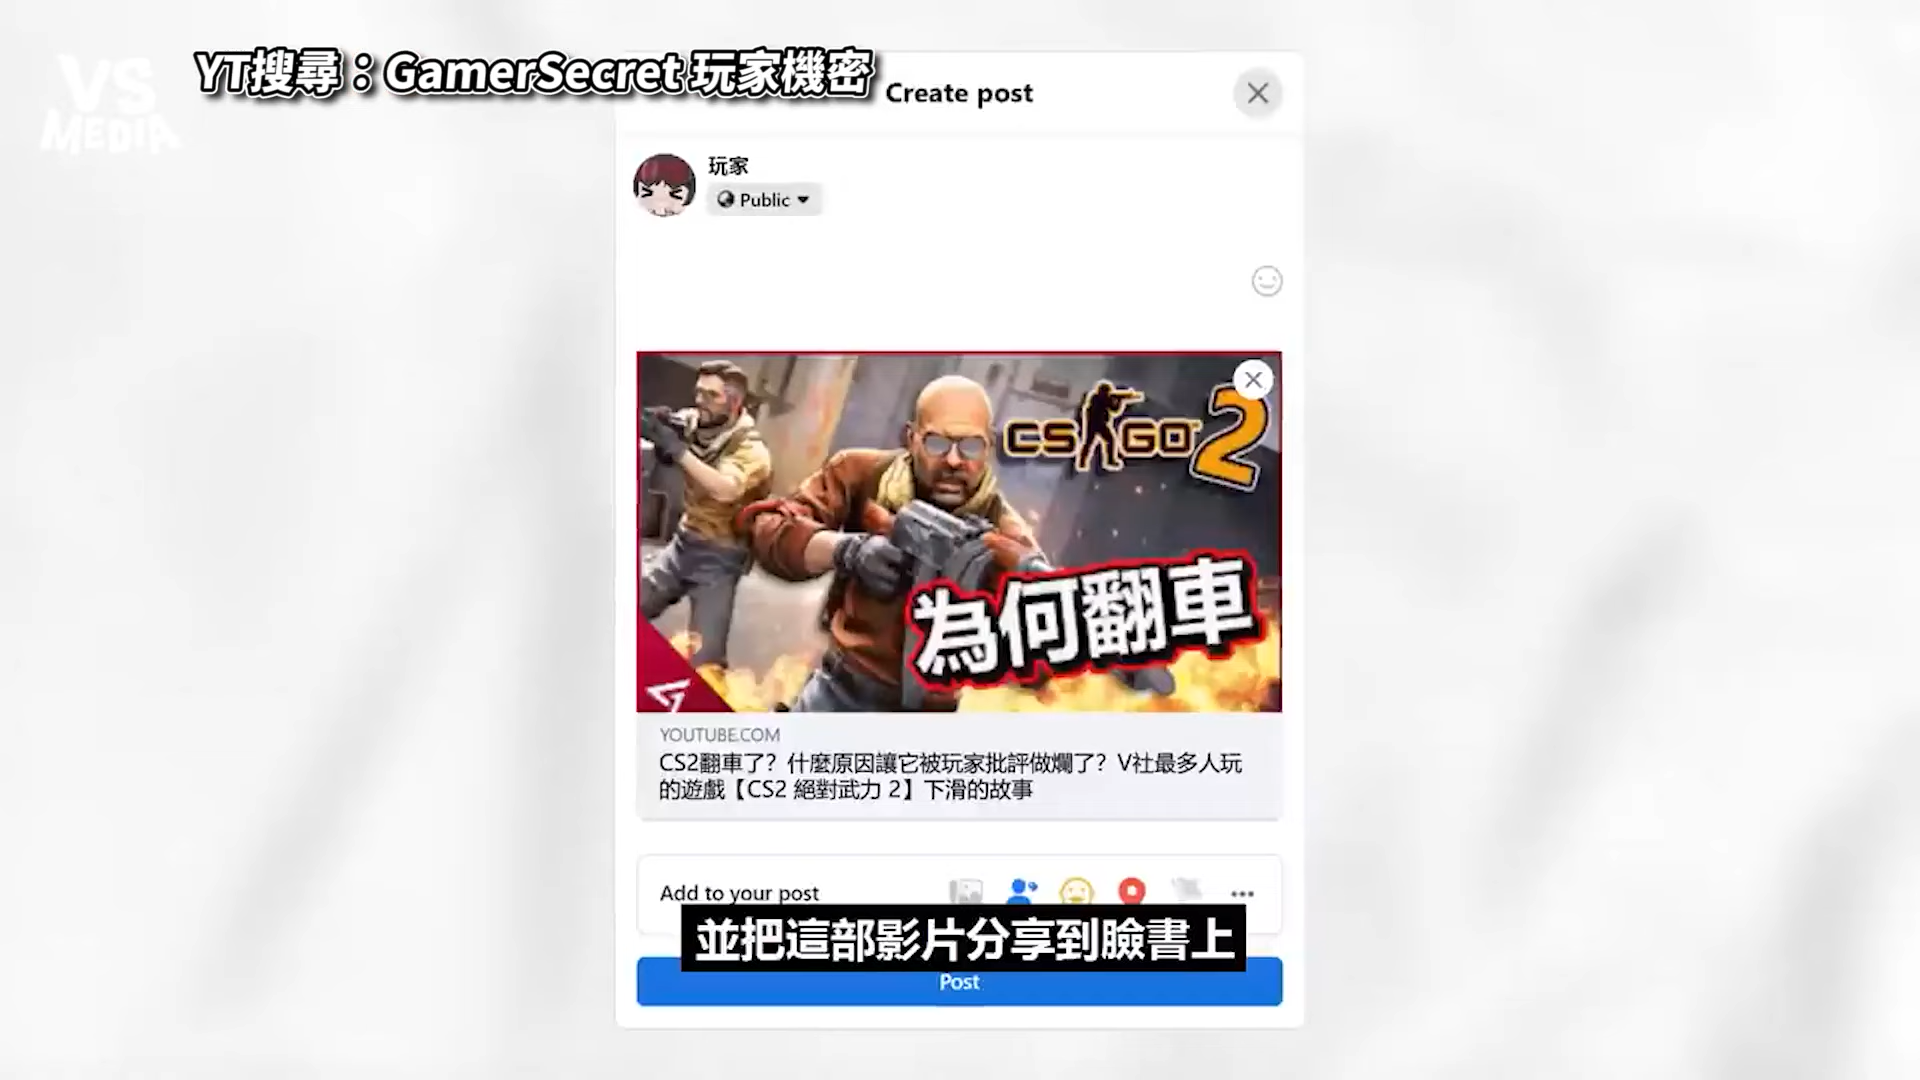 VS
MEDIA
YT搜尋：GamerSecret 玩家機密
Create post
玩家
Public
CS GO 2
為何翻車
YOUTUBE.COM
CS2翻車了？什麼原因讓它被玩家批評做爛了？V社最多人玩
的遊戲【CS2 絕對武力 2】下滑的故事
Add to your post
並把這部影片分享到臉書上
Post